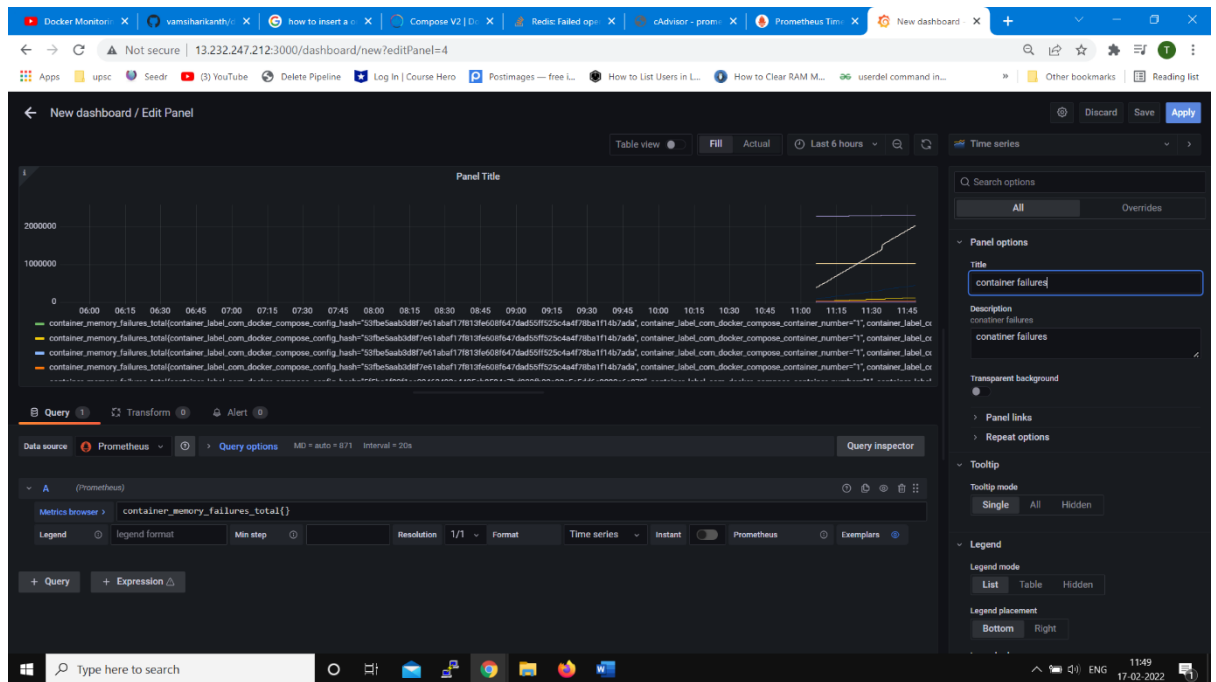 Docker Monitorin
vamsiharikanth/c
how to insert a c
Compose V2 | Do
Redis: Failed ope
cAdvisor - prome
Prometheus Time
New dashboard
Not secure | 13.232.247.212:3000/dashboard/new?editPanel=4
T
Apps upsc Seedr (3) YouTube Delete Pipeline Log In | Course Hero Postimages — free i... How to List Users in L... How to Clear RAM M... userdel command in... » Other bookmarks Reading list
New dashboard / Edit Panel
Discard Save Apply
Table view Fill Actual Last 6 hours
Time series
Panel Title
Search options
All Overrides
2000000
1000000
0
06:00 06:15 06:30 06:45 07:00 07:15 07:30 07:45 08:00 08:15 08:30 08:45 09:00 09:15 09:30 09:45 10:00 10:15 10:30 10:45 11:00 11:15 11:30 11:45
container_memory_failures_total{container_label_com_docker_compose_config_hash= container_label_com_docker_compose_container_number="1", container_label_cc
container_memory_failures_total{container_label_com_docker_compose_config_hash= container_label_com_docker_compose_container_number="1", container_label_cc
container_memory_failures_total{container_label_com_docker_compose_config_hash= container_label_com_docker_compose_container_number="1", container_label_cc
container_memory_failures_total{container_label_com_docker_compose_config_hash= container_label_com_docker_compose_container_number="1", container_label_cc
Panel options
Title
container failures
Description
conatiner failures
conatiner failures
Transparent background
Panel links
Repeat options
Query 1 Transform 0 Alert 0
Data source Prometheus Query options MD = auto = 871 Interval = 20s Query inspector
A (Prometheus)
Metrics browser > container_memory_failures_total{}
Legend legend format Min step Resolution 1/1 Format Time series Instant Prometheus Exemplars
+ Query + Expression
Tooltip
Tooltip mode
Single All Hidden
Legend
Legend mode
List Table Hidden
Legend placement
Bottom Right
Type here to search
ENG
11:49
17-02-2022